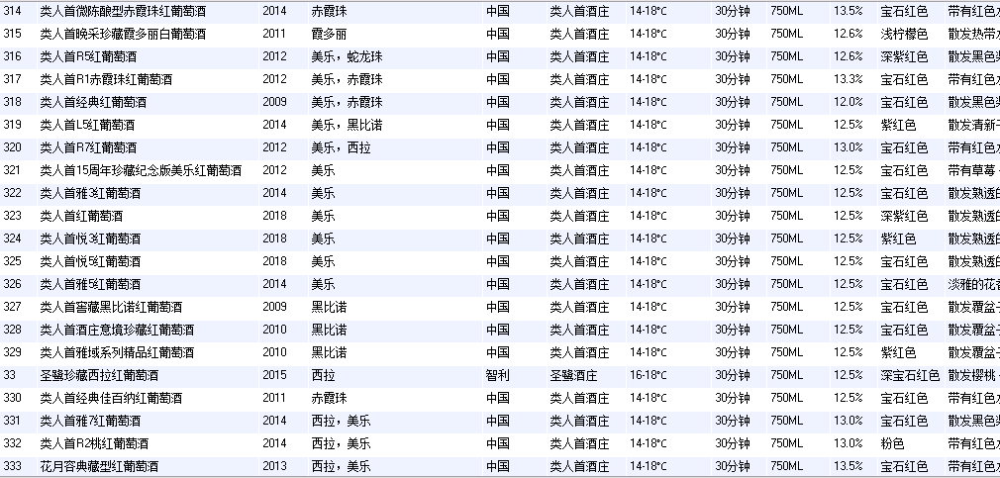 314 类人首微陈酿型赤霞珠红葡萄酒 2014 赤霞珠 中国 类人首酒庄 14-18°C 30分钟 750ML 13.5% 宝石红色 带有红色
315 类人首晚采珍藏霞多丽白葡萄酒 2011 霞多丽 中国 类人首酒庄 14-18°C 30分钟 750ML 12.6% 浅柠檬色 散发热带
316 类人首R5红葡萄酒 2012 美乐，蛇龙珠 中国 类人首酒庄 14-18°C 30分钟 750ML 12.6% 深紫红色 散发黑色
317 类人首R1赤霞珠红葡萄酒 2012 美乐，赤霞珠 中国 类人首酒庄 14-18°C 30分钟 750ML 13.3% 宝石红色 带有红色
318 类人首经典红葡萄酒 2009 美乐，赤霞珠 中国 类人首酒庄 14-18°C 30分钟 750ML 12.0% 宝石红色 散发黑色
319 类人首L5红葡萄酒 2014 美乐，黑比诺 中国 类人首酒庄 14-18°C 30分钟 750ML 12.5% 紫红色 散发清新
320 类人首R7红葡萄酒 2012 美乐，西拉 中国 类人首酒庄 14-18°C 30分钟 750ML 13.0% 宝石红色 带有红色
321 类人首15周年珍藏纪念版美乐红葡萄酒 2012 美乐 中国 类人首酒庄 14-18°C 30分钟 750ML 12.5% 宝石红色 带有草莓
322 类人首雅3红葡萄酒 2014 美乐 中国 类人首酒庄 14-18°C 30分钟 750ML 12.5% 宝石红色 散发熟透的
323 类人首红葡萄酒 2018 美乐 中国 类人首酒庄 14-18°C 30分钟 750ML 12.5% 深紫红色 散发熟透的
324 类人首悦3红葡萄酒 2018 美乐 中国 类人首酒庄 14-18°C 30分钟 750ML 12.5% 紫红色 散发熟透的
325 类人首悦5红葡萄酒 2018 美乐 中国 类人首酒庄 14-18°C 30分钟 750ML 12.5% 宝石红色 散发熟透的
326 类人首雅5红葡萄酒 2014 美乐 中国 类人首酒庄 14-18°C 30分钟 750ML 12.5% 宝石红色 淡雅的花香
327 类人首窖藏黑比诺红葡萄酒 2009 黑比诺 中国 类人首酒庄 14-18°C 30分钟 750ML 12.5% 宝石红色 散发覆盆子
328 类人首酒庄意境珍藏红葡萄酒 2010 黑比诺 中国 类人首酒庄 14-18°C 30分钟 750ML 12.5% 宝石红色 散发覆盆子
329 类人首雅域系列精品红葡萄酒 2010 黑比诺 中国 类人首酒庄 14-18°C 30分钟 750ML 12.5% 紫红色 散发覆盆子
33 圣鹭珍藏西拉红葡萄酒 2015 西拉 智利 圣鹭酒庄 16-18°C 30分钟 750ML 12.5% 深宝石红色 散发樱桃
330 类人首经典佳百纳红葡萄酒 2011 赤霞珠 中国 类人首酒庄 14-18°C 30分钟 750ML 12.5% 宝石红色 带有红色
331 类人首雅7红葡萄酒 2014 西拉，美乐 中国 类人首酒庄 14-18°C 30分钟 750ML 13.0% 宝石红色 散发黑色
332 类人首R2桃红葡萄酒 2014 西拉，美乐 中国 类人首酒庄 14-18°C 30分钟 750ML 13.0% 粉色 带有红色
333 花月容典藏型红葡萄酒 2013 西拉，美乐 中国 类人首酒庄 14-18°C 30分钟 750ML 13.5% 宝石红色 带有红色